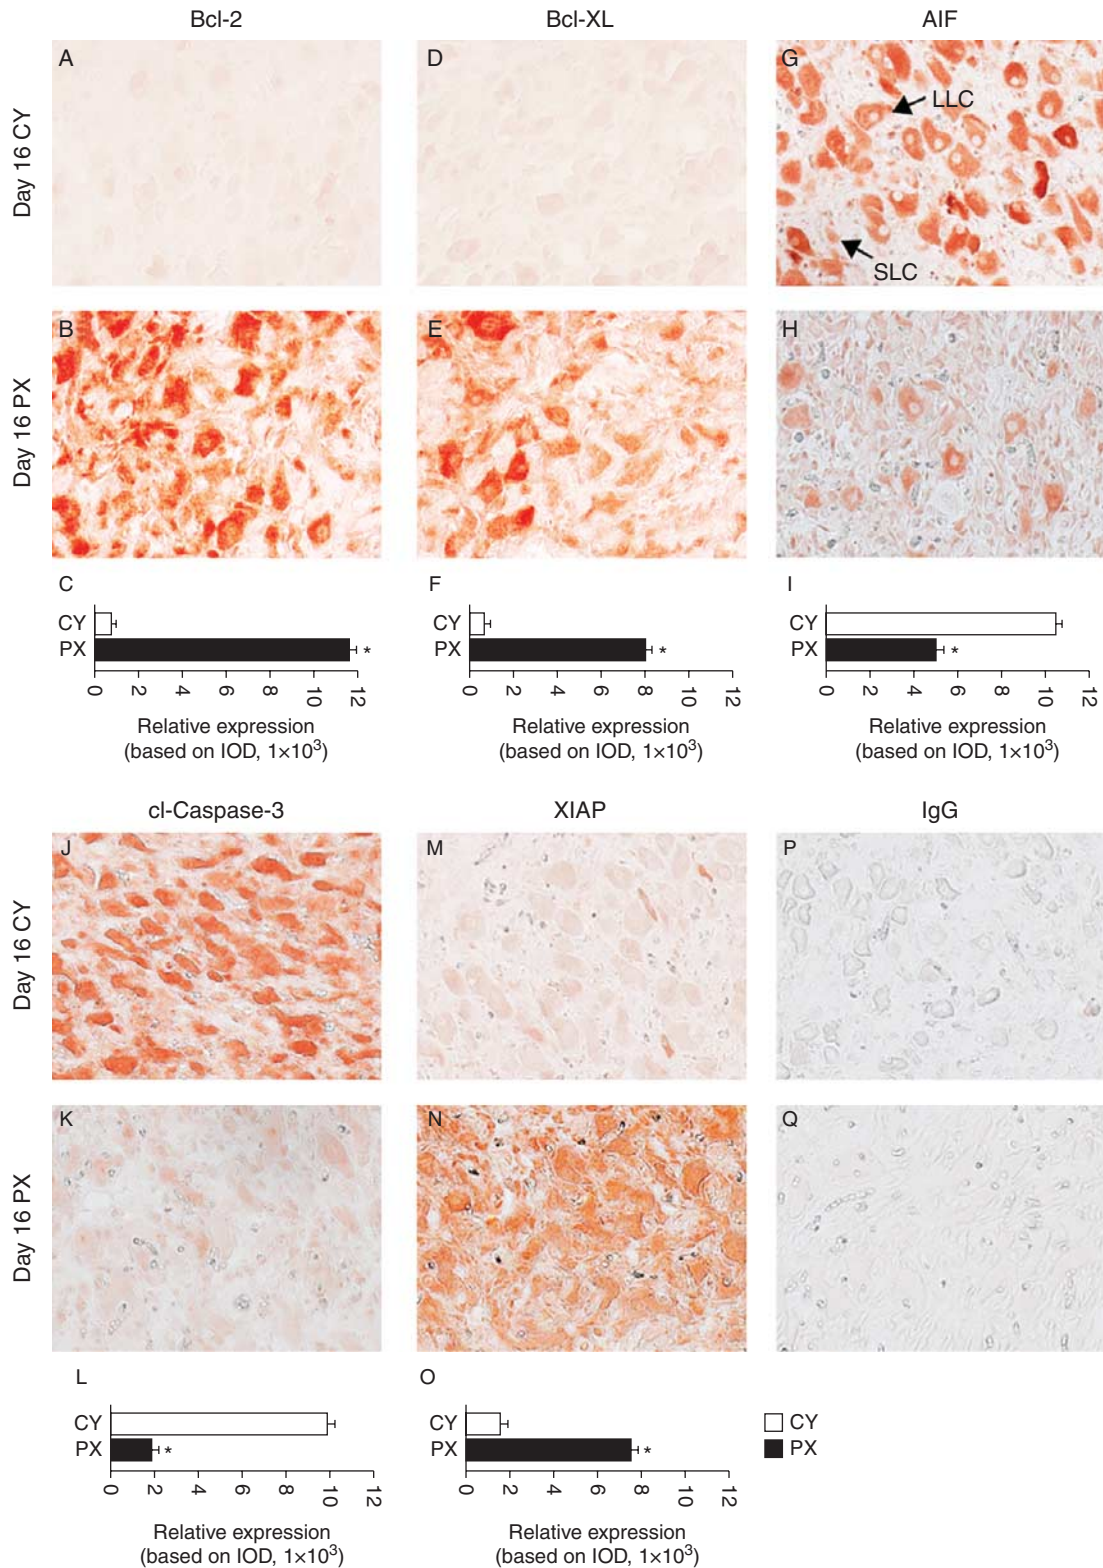 Bcl-2 Bcl-XL AIF
Day 16 CY
A D G
LLC
SLC
Day 16 PX
B E H
C F I
CY CY CY
PX * PX * PX *
0 2 4 6 8 10 12 0 2 4 6 8 10 12 0 2 4 6 8 10 12
Relative expression Relative expression Relative expression
(based on IOD, 1×10³) (based on IOD, 1×10³) (based on IOD, 1×10³)
cl-Caspase-3 XIAP IgG
Day 16 CY
J M P
Day 16 PX
K N Q
L O
CY CY CY
PX * PX * PX
0 2 4 6 8 10 12 0 2 4 6 8 10 12
Relative expression Relative expression
(based on IOD, 1×10³) (based on IOD, 1×10³)